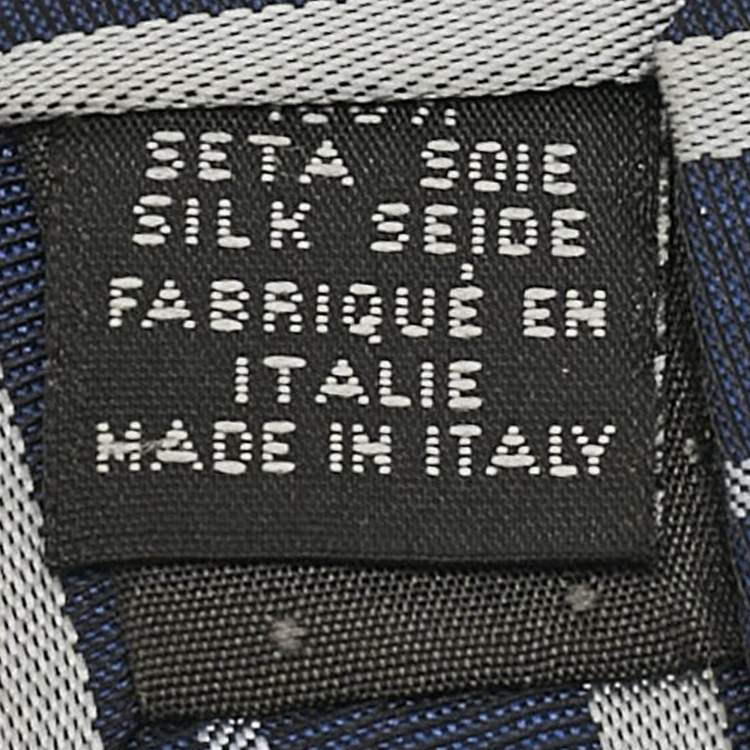 SETA SOIE
SILK SEIDE
FABRIQUÉ EN
ITALIE
MADE IN ITALY